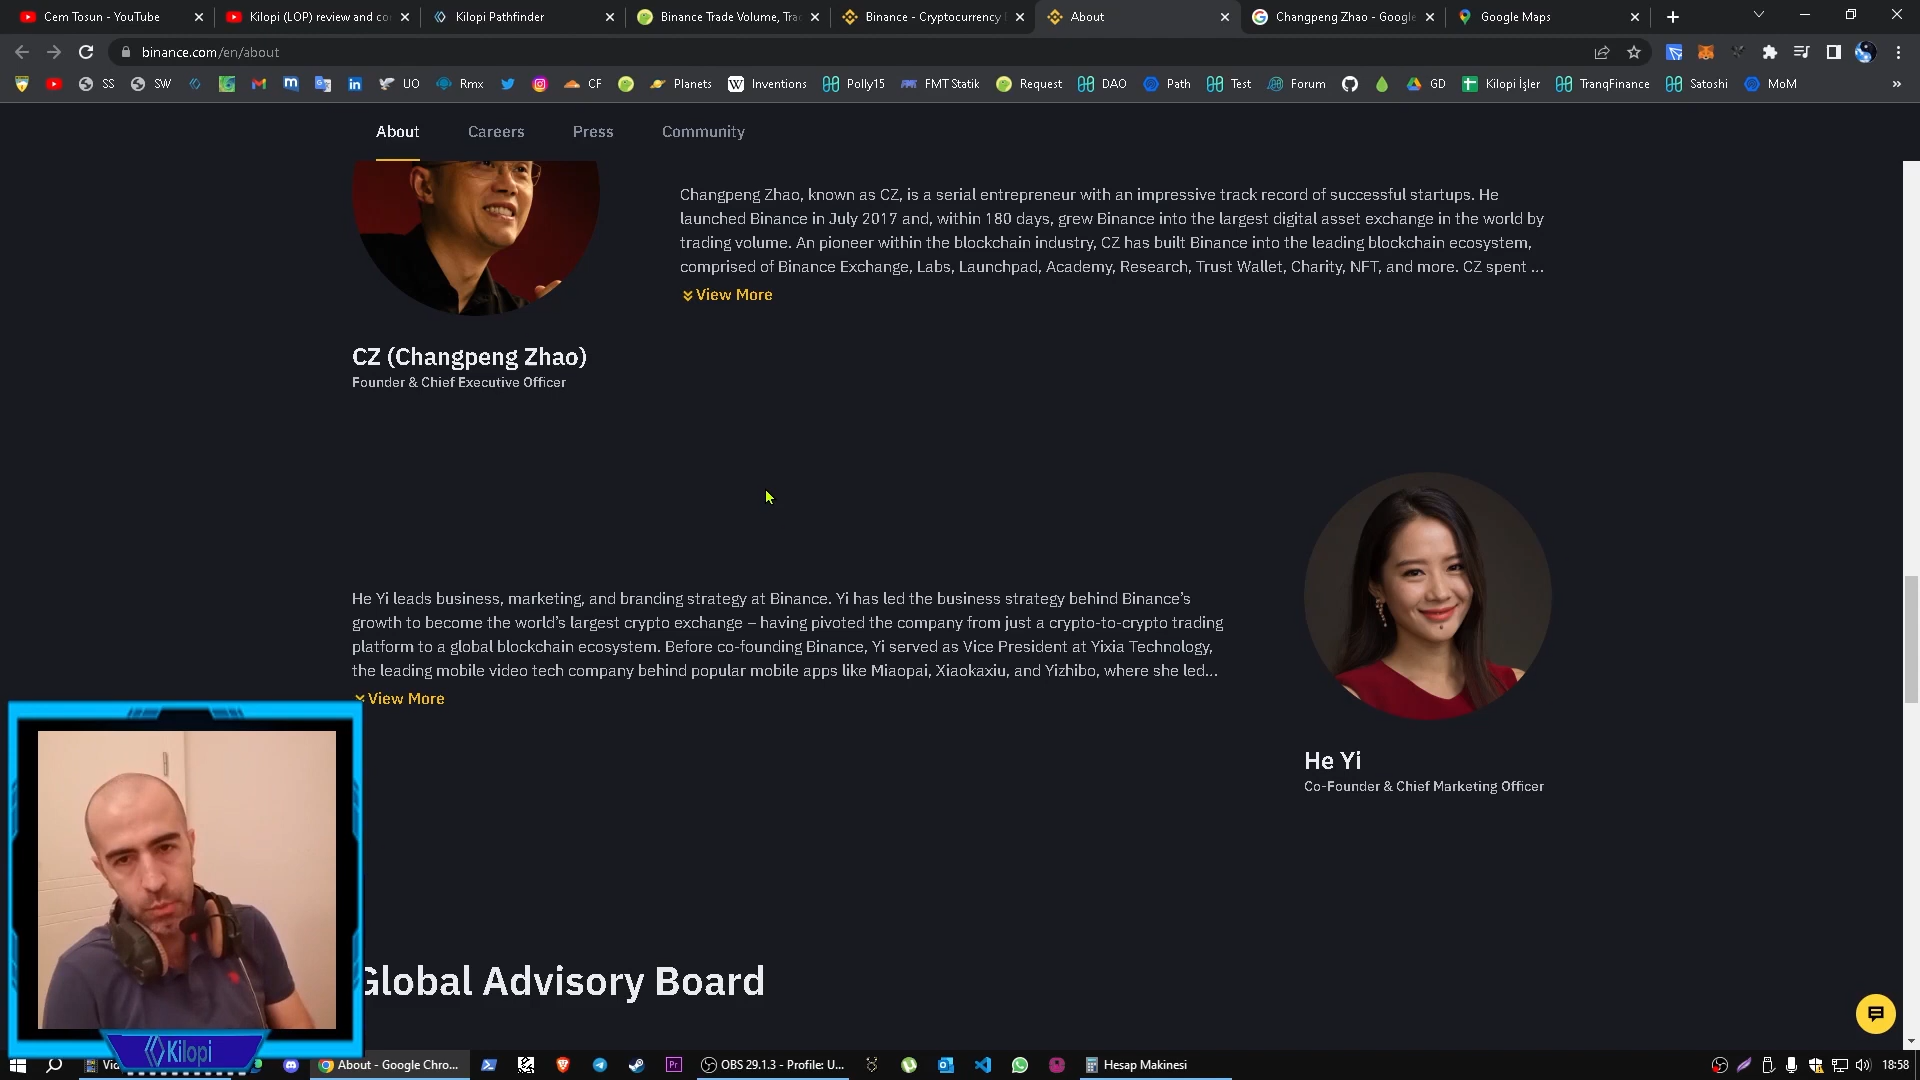 Cem Tosun - YouTube
Kilopi (LOP) review and co
Kilopi Pathfinder
Binance Trade Volume, Tra
Binance - Cryptocurrency
About
Changpeng Zhao - Google
Google Maps
binance.com/en/about
SS
SW
UO
Rmx
CF
Planets
Inventions
Polly15
FMT Statik
Request
DAO
Path
Test
Forum
GD
Kilopi İşler
TranqFinance
Satoshi
MoM
About
Careers
Press
Community
Changpeng Zhao, known as CZ, is a serial entrepreneur with an impressive track record of successful startups. He
launched Binance in July 2017 and, within 180 days, grew Binance into the largest digital asset exchange in the world by
trading volume. An pioneer within the blockchain industry, CZ has built Binance into the leading blockchain ecosystem,
comprised of Binance Exchange, Labs, Launchpad, Academy, Research, Trust Wallet, Charity, NFT, and more. CZ spent ...
View More
CZ (Changpeng Zhao)
Founder & Chief Executive Officer
He Yi leads business, marketing, and branding strategy at Binance. Yi has led the business strategy behind Binance’s
growth to become the world’s largest crypto exchange – having pivoted the company from just a crypto-to-crypto trading
platform to a global blockchain ecosystem. Before co-founding Binance, Yi served as Vice President at Yixia Technology,
the leading mobile video tech company behind popular mobile apps like Miaopai, Xiaokaxiu, and Yizhibo, where she led...
View More
He Yi
Co-Founder & Chief Marketing Officer
Global Advisory Board
Kilopi
About - Google Chro...
OBS 29.1.3 - Profile: U...
Hesap Makinesi
18:58